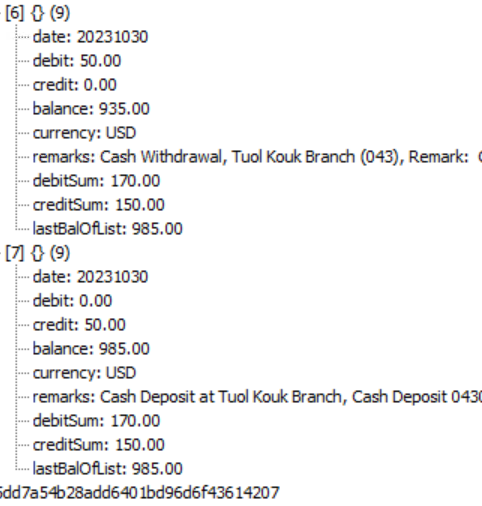 [6] {} (9)
date: 20231030
debit: 50.00
credit: 0.00
balance: 935.00
currency: USD
remarks: Cash Withdrawal, Tuol Kouk Branch (043), Remark:
debitSum: 170.00
creditSum: 150.00
lastBalOfList: 985.00
[7] {} (9)
date: 20231030
debit: 0.00
credit: 50.00
balance: 985.00
currency: USD
remarks: Cash Deposit at Tuol Kouk Branch, Cash Deposit 043
debitSum: 170.00
creditSum: 150.00
lastBalOfList: 985.00
dd7a54b28add6401bd96d6f43614207